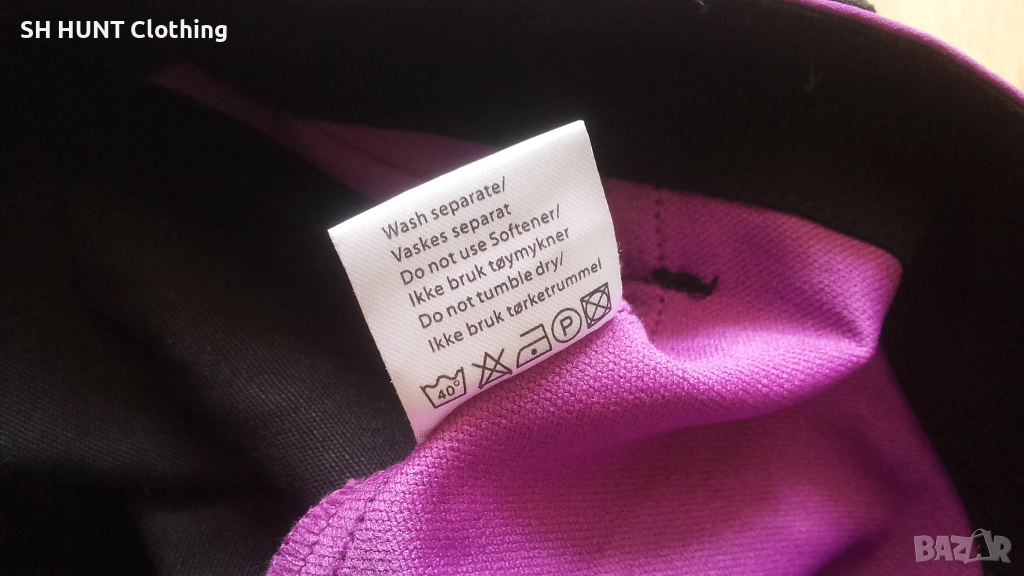 SH HUNT Clothing
Wash separate/
Vaskes separat
Do not use Softener/
Ikke bruk tøymykner
Do not tumble dry/
Ikke bruk tørketrummel
40° P
BAZAR